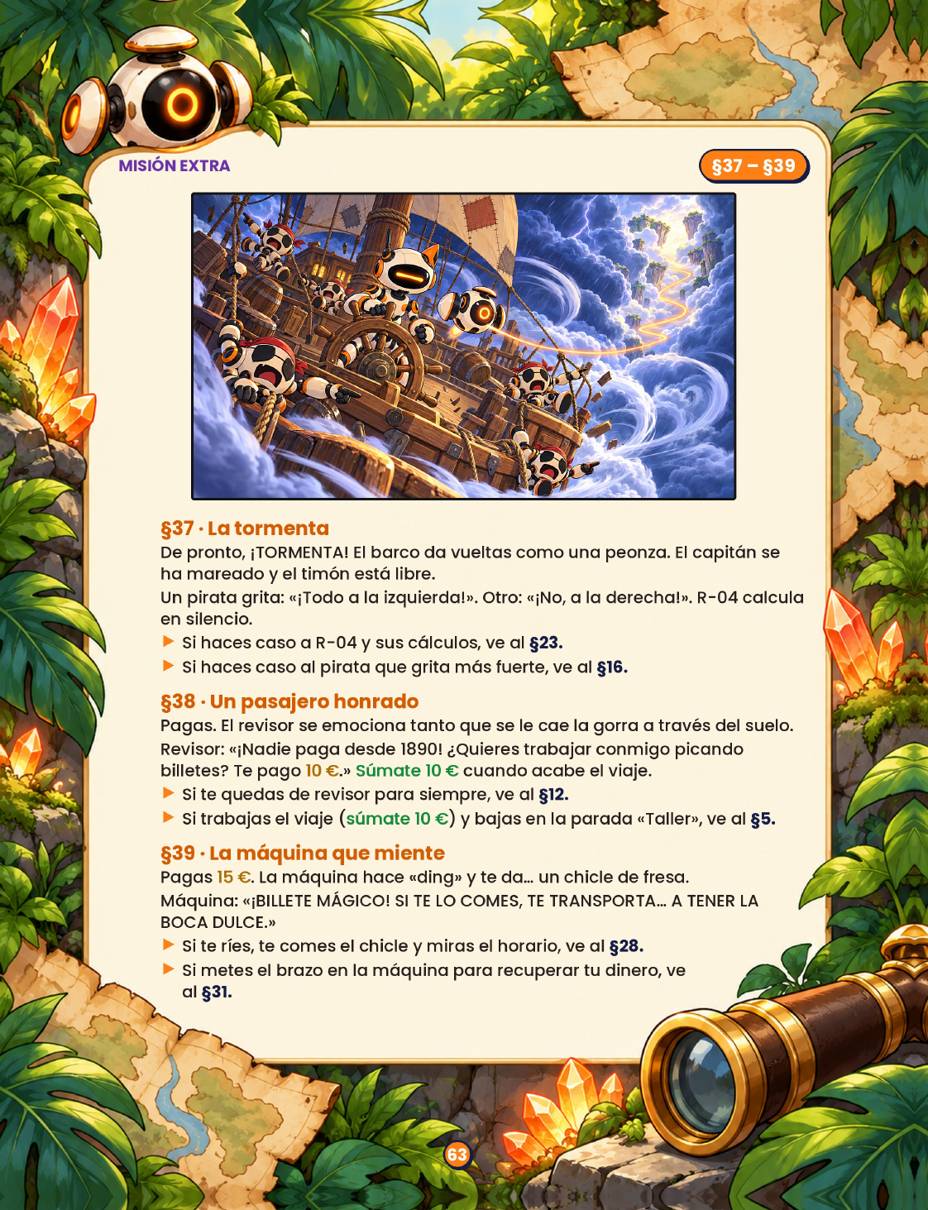 MISIÓN EXTRA
§37 – §39
§37 · La tormenta
De pronto, ¡TORMENTA! El barco da vueltas como una peonza. El capitán se
ha mareado y el timón está libre.
Un pirata grita: «¡Todo a la izquierda!». Otro: «¡No, a la derecha!». R-04 calcula
en silencio.
▶ Si haces caso a R-04 y sus cálculos, ve al §23.
▶ Si haces caso al pirata que grita más fuerte, ve al §16.
§38 · Un pasajero honrado
Pagas. El revisor se emociona tanto que se le cae la gorra a través del suelo.
Revisor: «¡Nadie paga desde 1890! ¿Quieres trabajar conmigo picando
billetes? Te pago 10 €.» Súmate 10 € cuando acabe el viaje.
▶ Si te quedas de revisor para siempre, ve al §12.
▶ Si trabajas el viaje (súmate 10 €) y bajas en la parada «Taller», ve al §5.
§39 · La máquina que miente
Pagas 15 €. La máquina hace «ding» y te da… un chicle de fresa.
Máquina: «¡BILLETE MÁGICO! SI TE LO COMES, TE TRANSPORTA… A TENER LA
BOCA DULCE.»
▶ Si te ríes, te comes el chicle y miras el horario, ve al §28.
▶ Si metes el brazo en la máquina para recuperar tu dinero, ve
al §31.
63